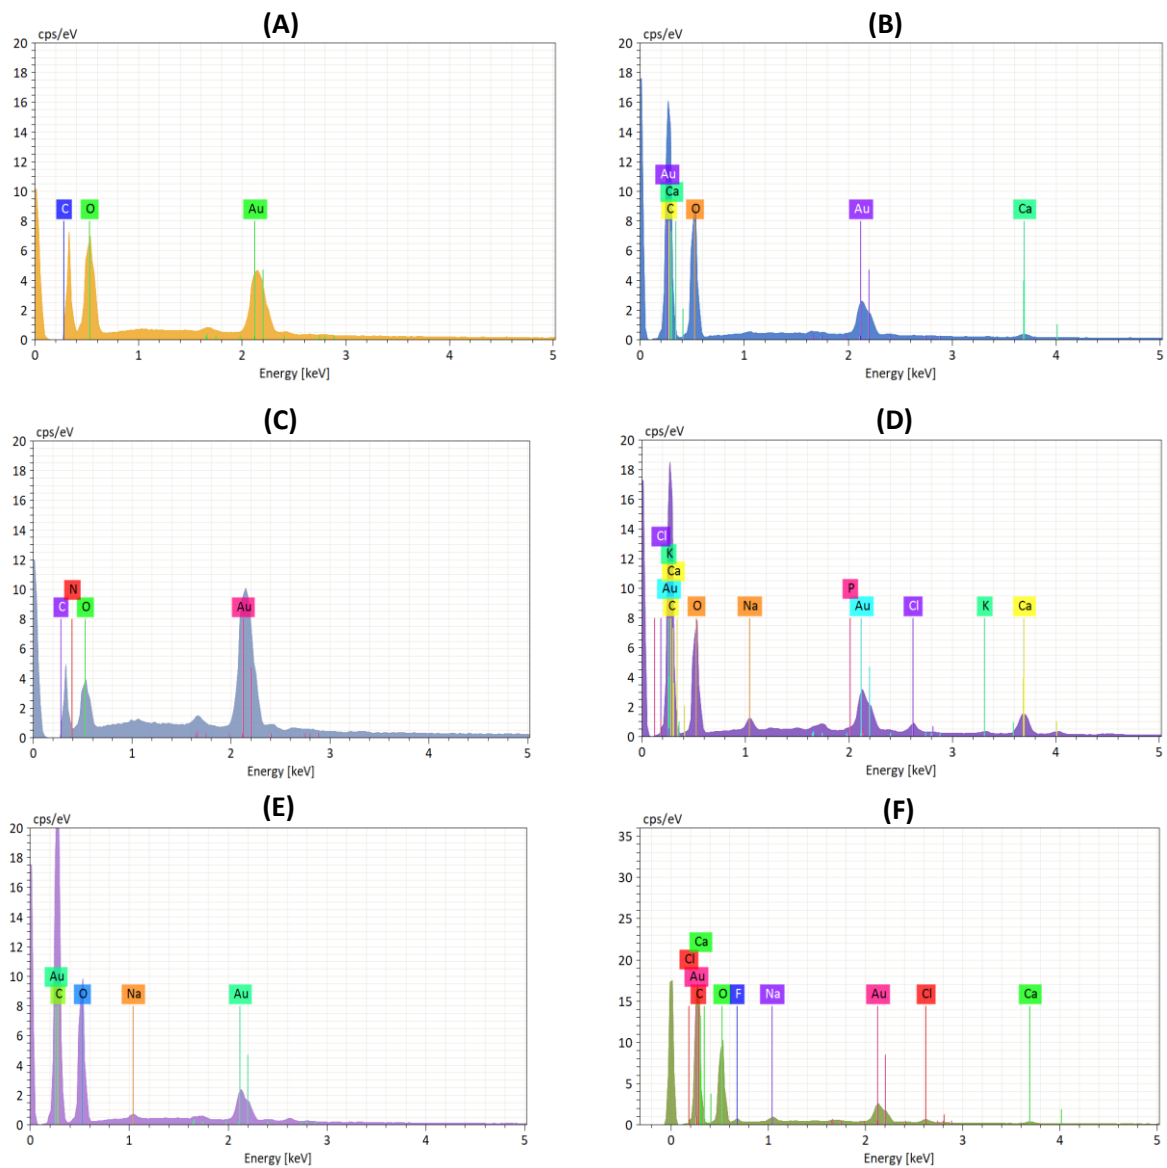 (A)
cps/eV
20
18
16
14
12
10
8
6
4
2
0
C O Au
0 1 2 3 4 5
Energy [keV]
(B)
cps/eV
20
18
16
14
12
10
8
6
4
2
0
Au
Ca
C O Au Ca
0 1 2 3 4 5
Energy [keV]
(C)
cps/eV
20
18
16
14
12
10
8
6
4
2
0
N
C O Au
0 1 2 3 4 5
Energy [keV]
(D)
cps/eV
20
18
16
14
12
10
8
6
4
2
0
Cl
K
Ca
Au P
C O Na Au Cl K Ca
0 1 2 3 4 5
Energy [keV]
(E)
cps/eV
20
18
16
14
12
10
8
6
4
2
0
Au
C O Na Au
0 1 2 3 4 5
Energy [keV]
(F)
cps/eV
35
30
25
20
15
10
5
0
Ca
Cl
Au
C O F Na Au Cl Ca
0 1 2 3 4 5
Energy [keV]